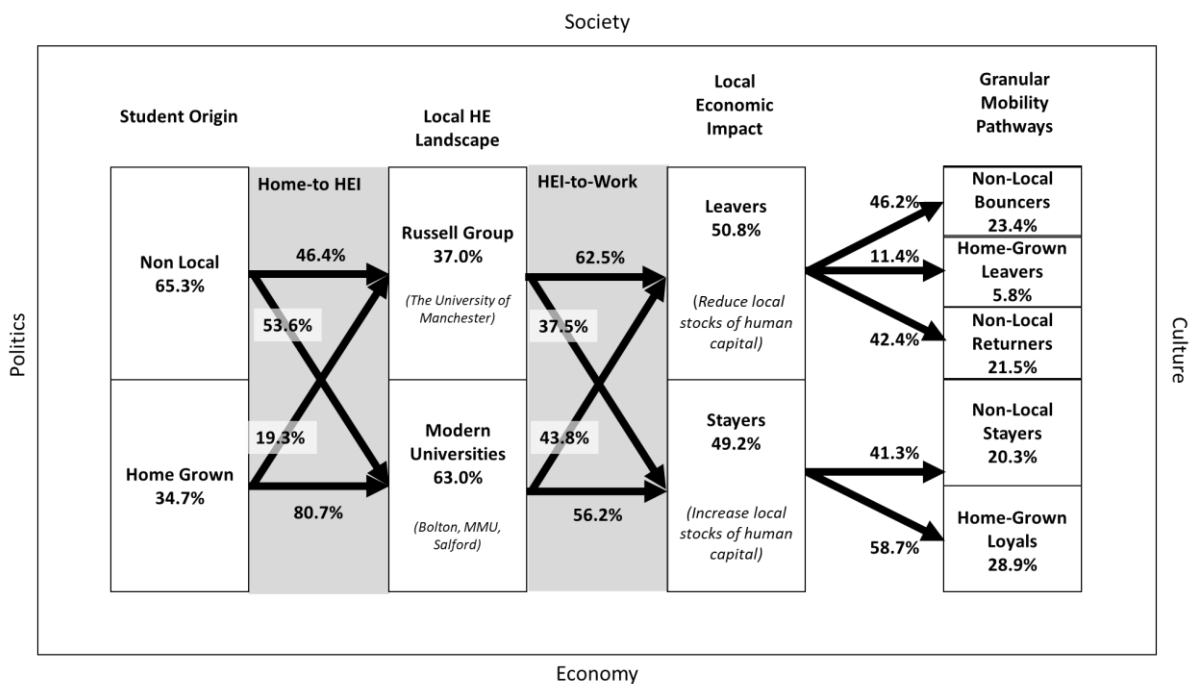 Society
Politics
Student Origin
Non Local
65.3%
Home Grown
34.7%
Home-to HEI
46.4%
53.6%
19.3%
80.7%
Local HE
Landscape
Russell Group
37.0%
(The University of
Manchester)
Modern
Universities
63.0%
(Bolton, MMU,
Salford)
HEI-to-Work
62.5%
37.5%
43.8%
56.2%
Local
Economic
Impact
Leavers
50.8%
(Reduce local
stocks of human
capital)
Stayers
49.2%
(Increase local
stocks of human
capital)
46.2%
11.4%
42.4%
41.3%
58.7%
Granular
Mobility
Pathways
Non-Local
Bouncers
23.4%
Home-Grown
Leavers
5.8%
Non-Local
Returners
21.5%
Non-Local
Stayers
20.3%
Home-Grown
Loyals
28.9%
Culture
Economy